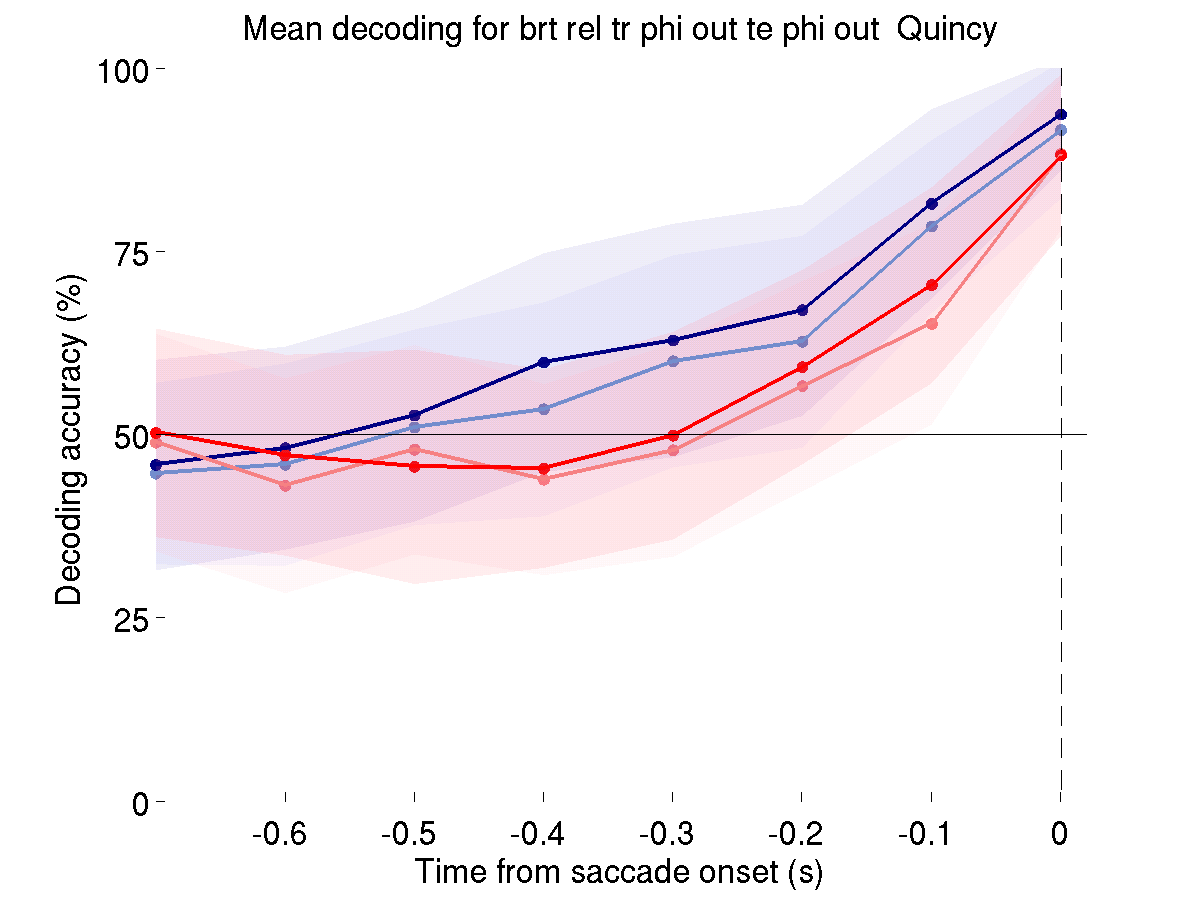 Mean decoding for brt rel tr phi out te phi out  Quincy
100
75
50
25
0
Decoding accuracy (%)
-0.6 -0.5 -0.4 -0.3 -0.2 -0.1 0
Time from saccade onset (s)